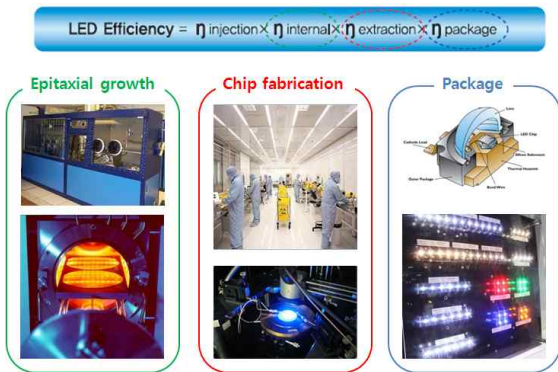 LED Efficiency = η injection× η internal× η extraction× η package
Epitaxial growth
Chip fabrication
Package
Lens
LED Chip
Cathode Lead
Silicon Submount
Thermal Heatsink
Outer Package
Bond Wire